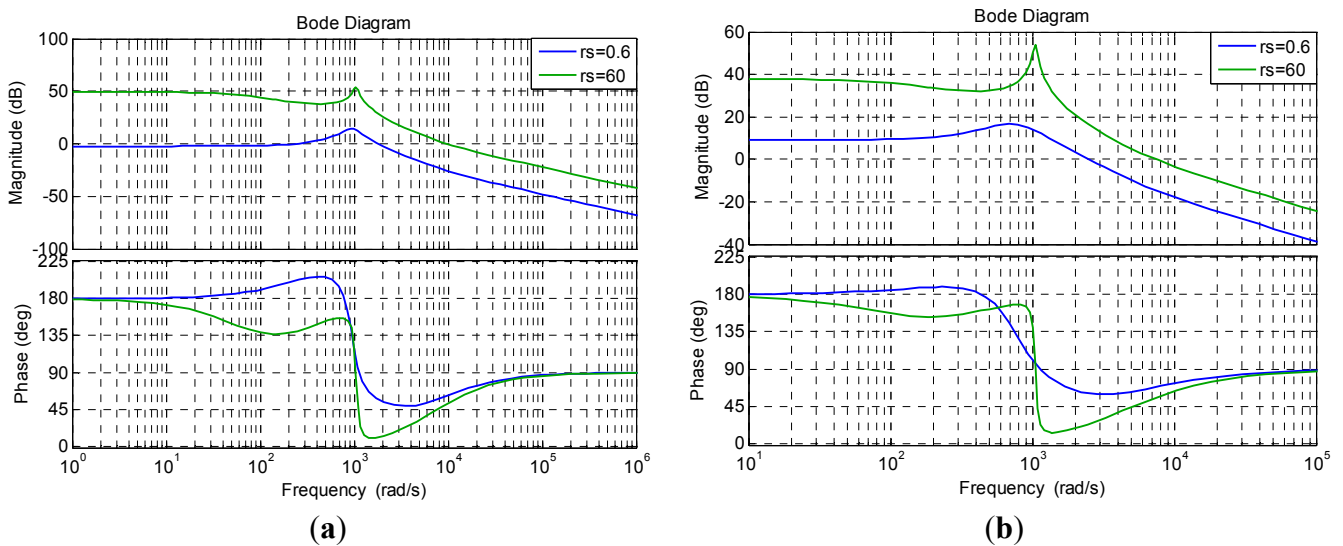 Bode Diagram
rs=0.6
rs=60
Magnitude (dB)
100
50
0
-50
-100
Phase (deg)
225
180
135
90
45
0
10^0 10^1 10^2 10^3 10^4 10^5 10^6
Frequency (rad/s)
(a)
Bode Diagram
rs=0.6
rs=60
Magnitude (dB)
60
40
20
0
-20
-40
Phase (deg)
225
180
135
90
45
0
10^1 10^2 10^3 10^4 10^5
Frequency (rad/s)
(b)